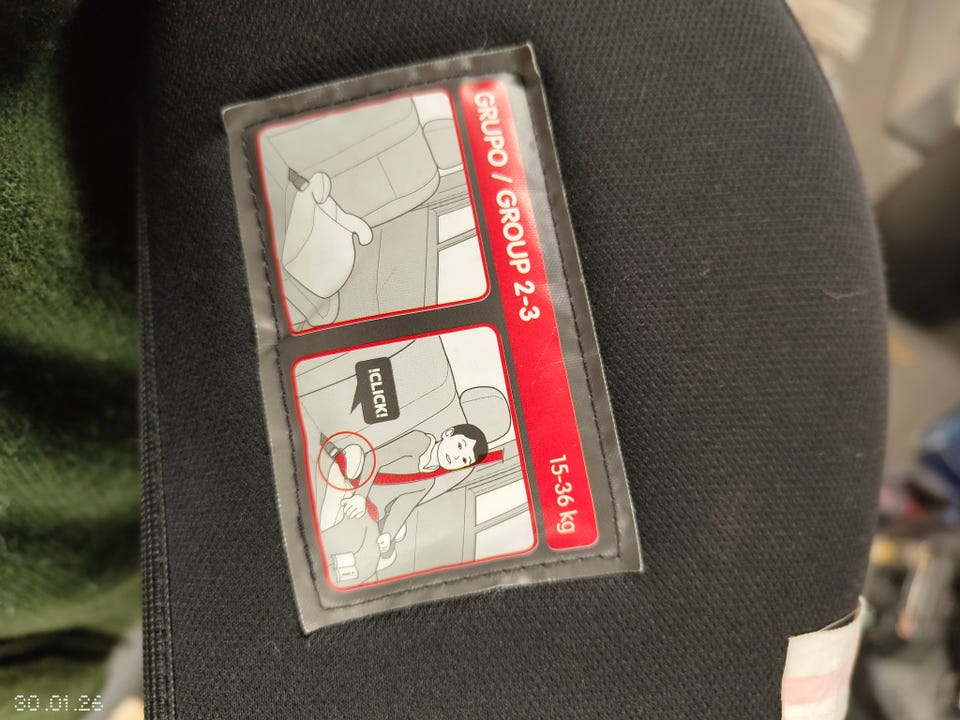 GRUPO / GROUP 2-3
15-36 kg
¡CLICK!
30.01.26